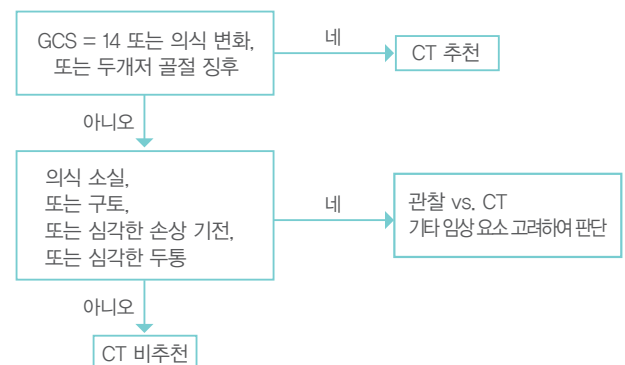 GCS = 14 또는 의식 변화,
또는 두개저 골절 징후
네
CT 추천
아니오
의식 소실,
또는 구토,
또는 심각한 손상 기전,
또는 심각한 두통
네
관찰 vs. CT
기타 임상 요소 고려하여 판단
아니오
CT 비추천